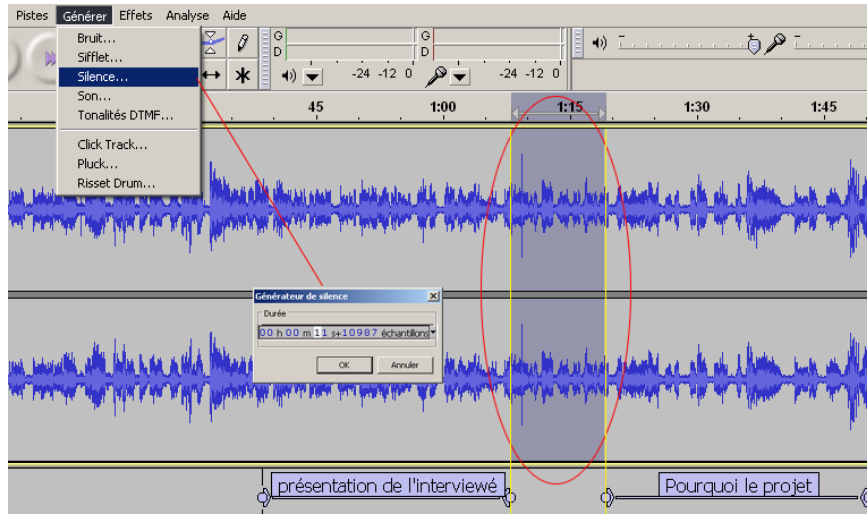 Pistes Générer Effets Analyse Aide
Bruit...
Sifflet...
Silence...
Son...
Tonalités DTMF...
Click Track...
Pluck...
Risset Drum...
G
D
-24 -12 0
G
D
-24 -12 0
45 1:00 1:15 1:30 1:45
Générateur de silence
Durée
00 h 00 m 11 s+10987 échantillons
OK Annuler
présentation de l'interviewé Pourquoi le projet